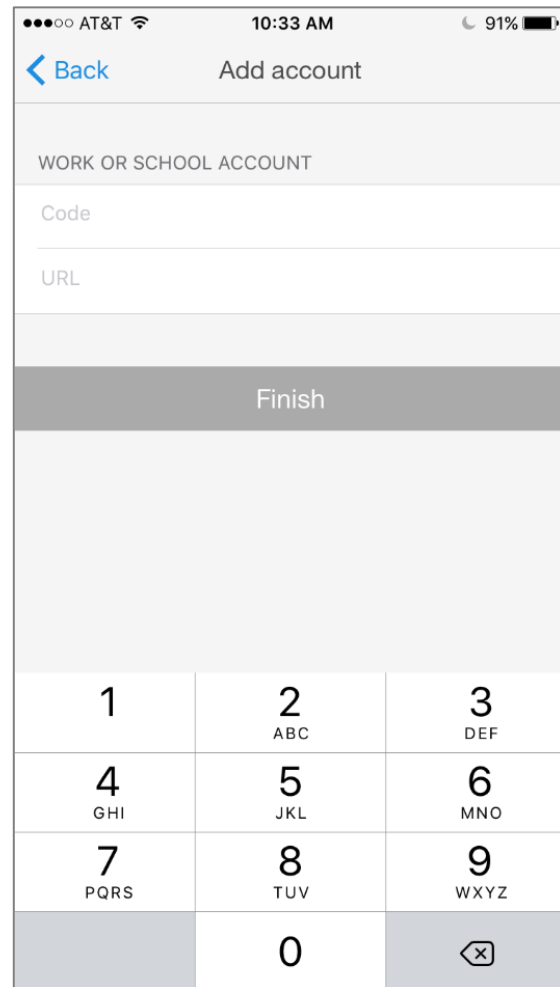 AT&T 10:33 AM 91%
Back Add account
WORK OR SCHOOL ACCOUNT
Code
URL
Finish
1 2 3
ABC DEF
4 5 6
GHI JKL MNO
7 8 9
PQRS TUV WXYZ
0